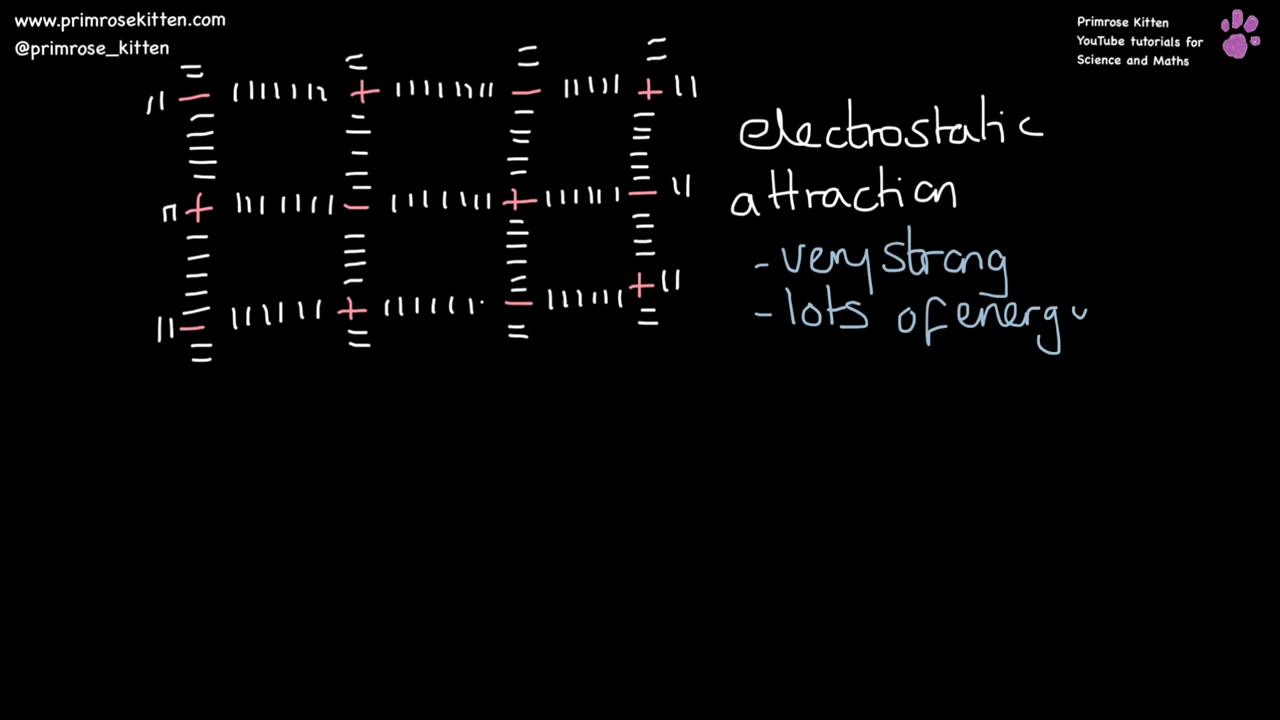 www.primrosekitten.com
@primrose_kitten
Primrose Kitten
YouTube tutorials for
Science and Maths
electrostatic
attraction
- very strong
- lots of energy